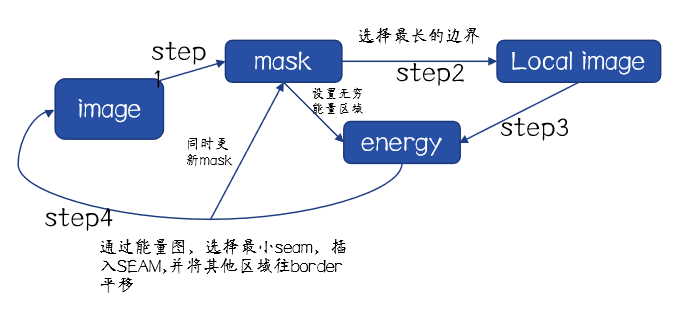 step
1
mask
选择最长的边界
step2
Local image
image
设置无穷
能量区域
step3
energy
同时更
新mask
step4
通过能量图，选择最小seam，插
入SEAM,并将其他区域往border
平移